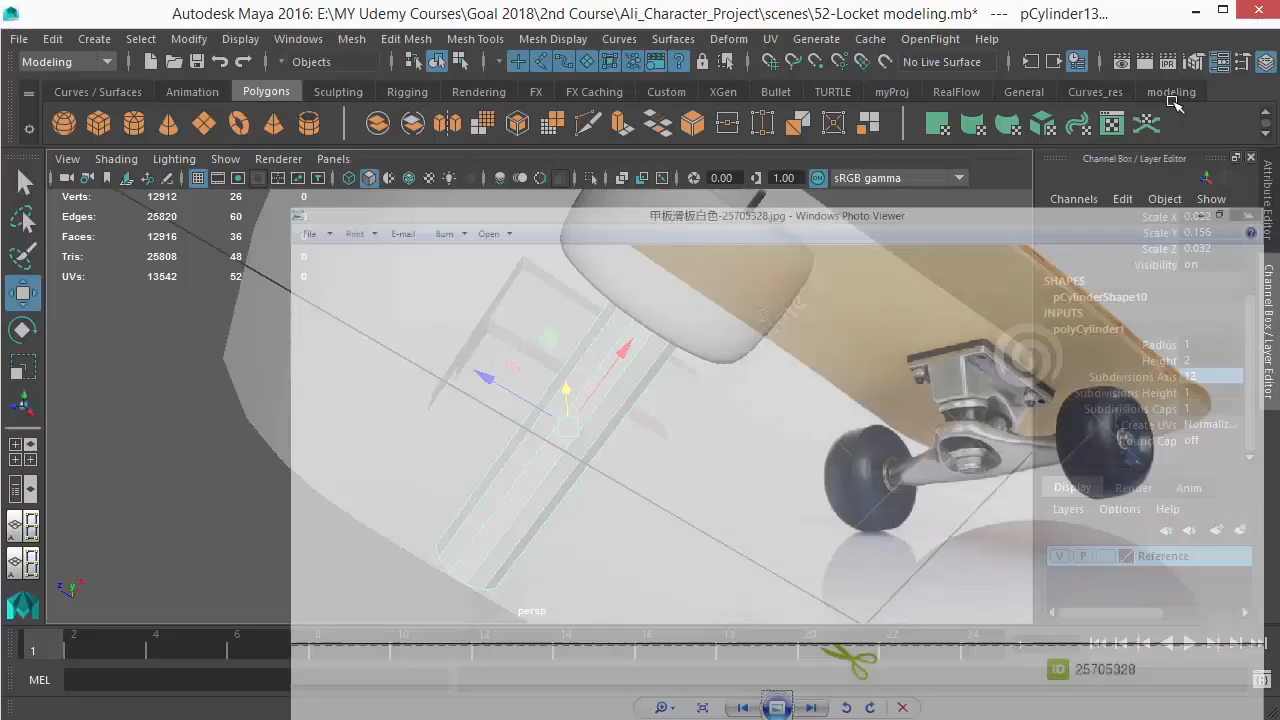 Autodesk Maya 2016: E:\MY Udemy Courses\Goal 2018\2nd Course\Ali_Character_Project\scenes\52-Locket modeling.mb* --- pCylinder13...
File Edit Create Select Modify Display Windows Mesh Edit Mesh Mesh Tools Mesh Display Curves Surfaces Deform UV Generate Cache OpenFlight Help
Modeling Objects No Live Surface
Curves / Surfaces Animation Polygons Sculpting Rigging Rendering FX FX Caching Custom XGen Bullet TURTLE myProj RealFlow General Curves_res modeling
View Shading Lighting Show Renderer Panels
Channel Box / Layer Editor
0.00 1.00 ON sRGB gamma
Verts: 12912 26 0
Edges: 25820 60 0
Faces: 12916 36 0
Tris: 25808 48 0
UVs: 13542 52 0
甲板滑板白色-25705328.jpg - Windows Photo Viewer
File Print E-mail Burn Open
Channels Edit Object Show
Scale X 0.032
Scale Y 0.156
Scale Z 0.032
Visibility on
SHAPES
pCylinderShape10
INPUTS
polyCylinder1
Radius 1
Height 2
Subdivisions Axis 12
Subdivisions Height 1
Subdivisions Caps 1
Create UVs Normaliz...
Round Cap off
Display Render Anim
Layers Options Help
V P Reference
Attribute Editor
Channel Box / Layer Editor
z y x
persp
2 4 6 8 10 12 14 16 18 20 22 24
1
ID 25705328
MEL